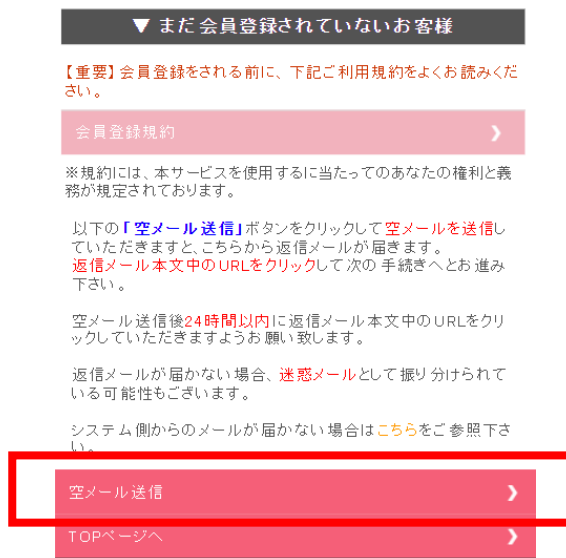 ▼ まだ会員登録されていないお客様
【重要】会員登録をされる前に、下記ご利用規約をよくお読みくだ
さい。
会員登録規約
※規約には、本サービスを使用するに当たってのあなたの権利と義
務が規定されております。
以下の「空メール送信」ボタンをクリックして空メールを送信し
ていただきますと、こちらから返信メールが届きます。
返信メール本文中のURLをクリックして次の手続きへとお進み
下さい。
空メール送信後24時間以内に返信メール本文中のURLをクリ
ックしていただきますようお願い致します。
返信メールが届かない場合、迷惑メールとして振り分けられて
いる可能性もございます。
システム側からのメールが届かない場合はこちらをご参照下さ
い。
空メール送信
TOPページへ